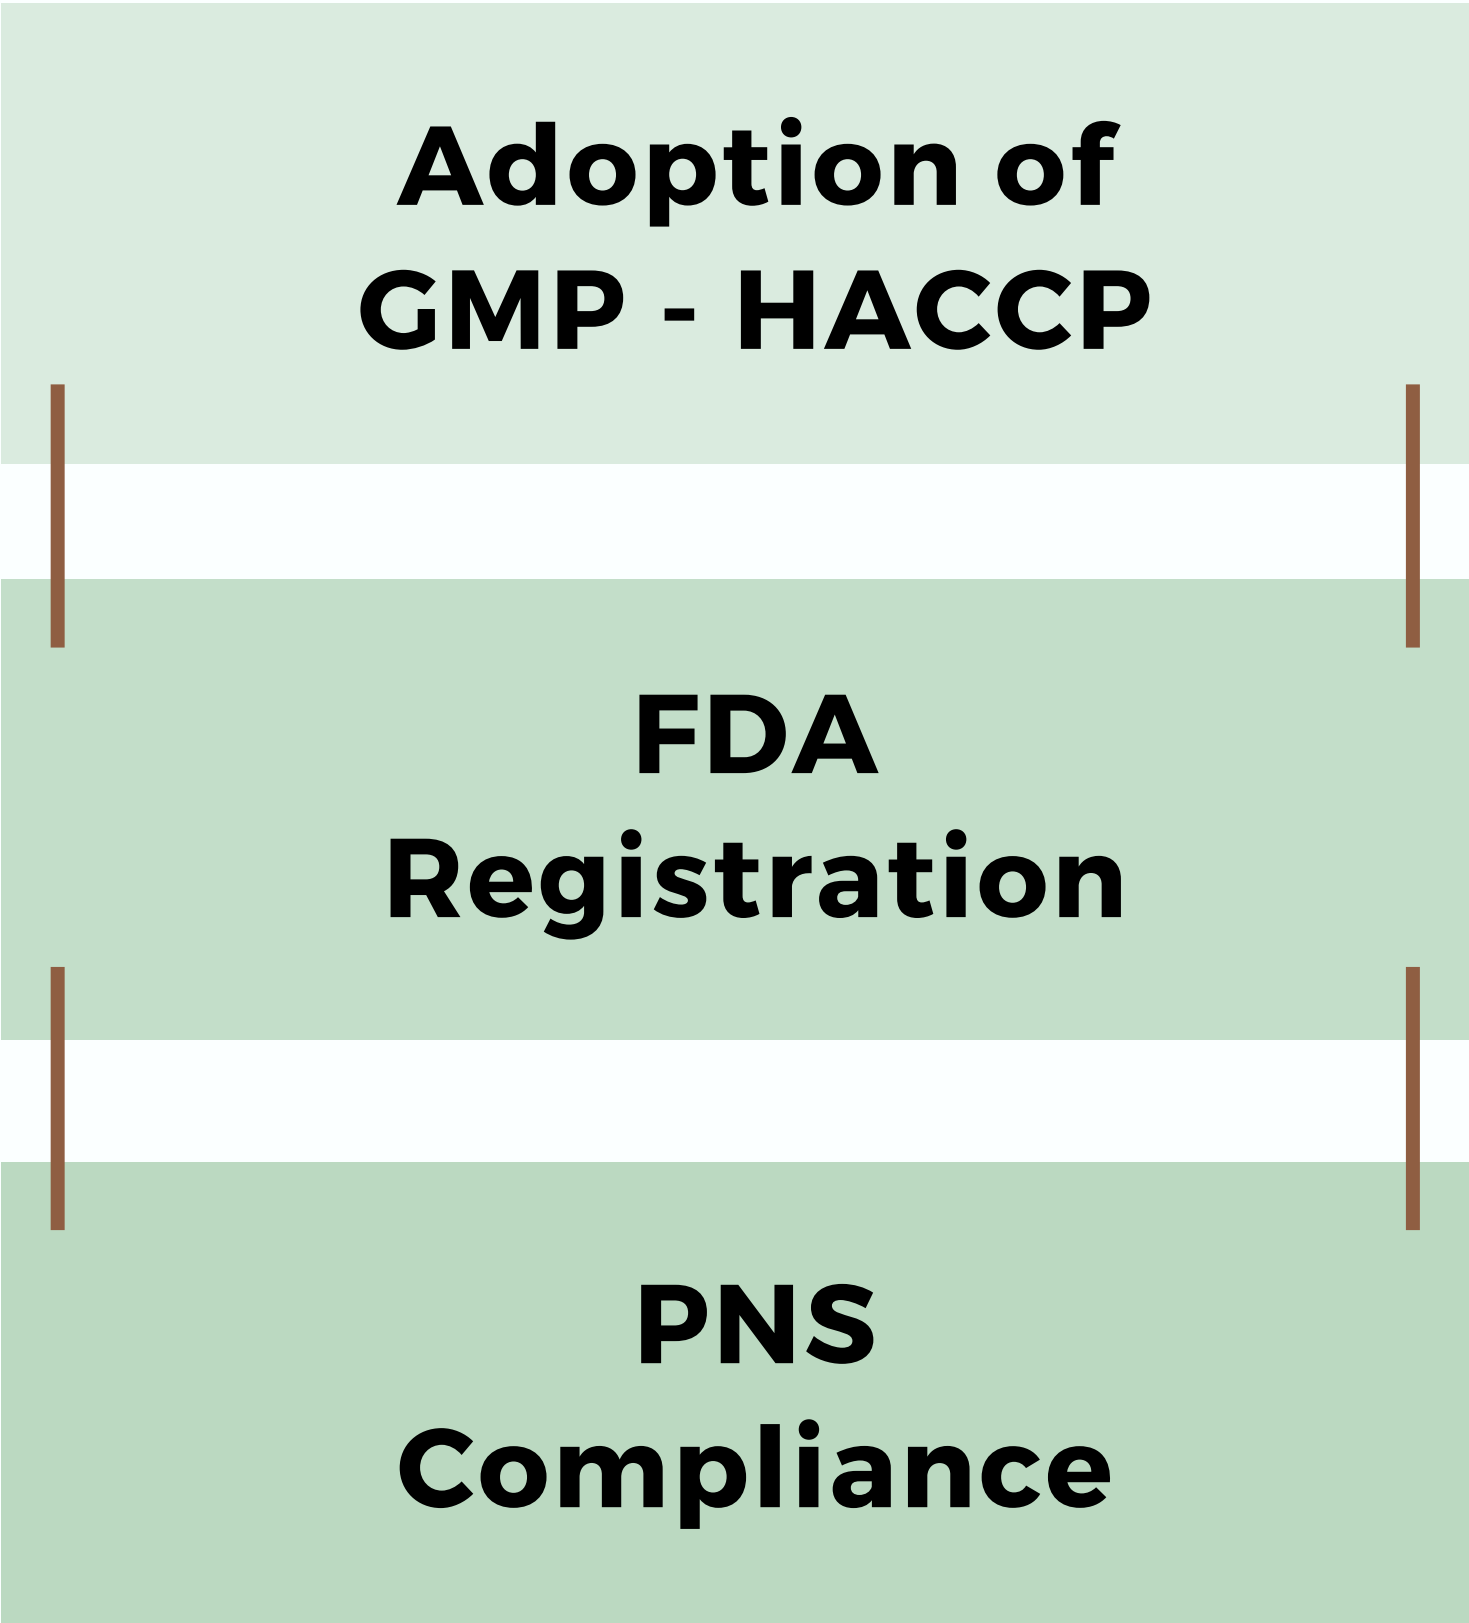 Adoption of
GMP - HACCP
FDA
Registration
PNS
Compliance